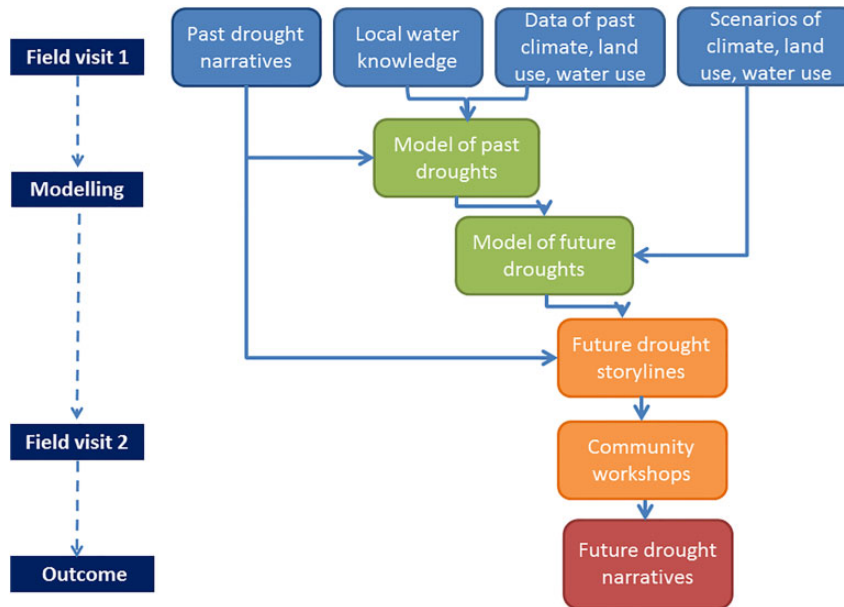 Field visit 1
Past drought
narratives
Local water
knowledge
Data of past
climate, land
use, water use
Scenarios of
climate, land
use, water use
Model of past
droughts
Modelling
Model of future
droughts
Future drought
storylines
Field visit 2
Community
workshops
Future drought
narratives
Outcome